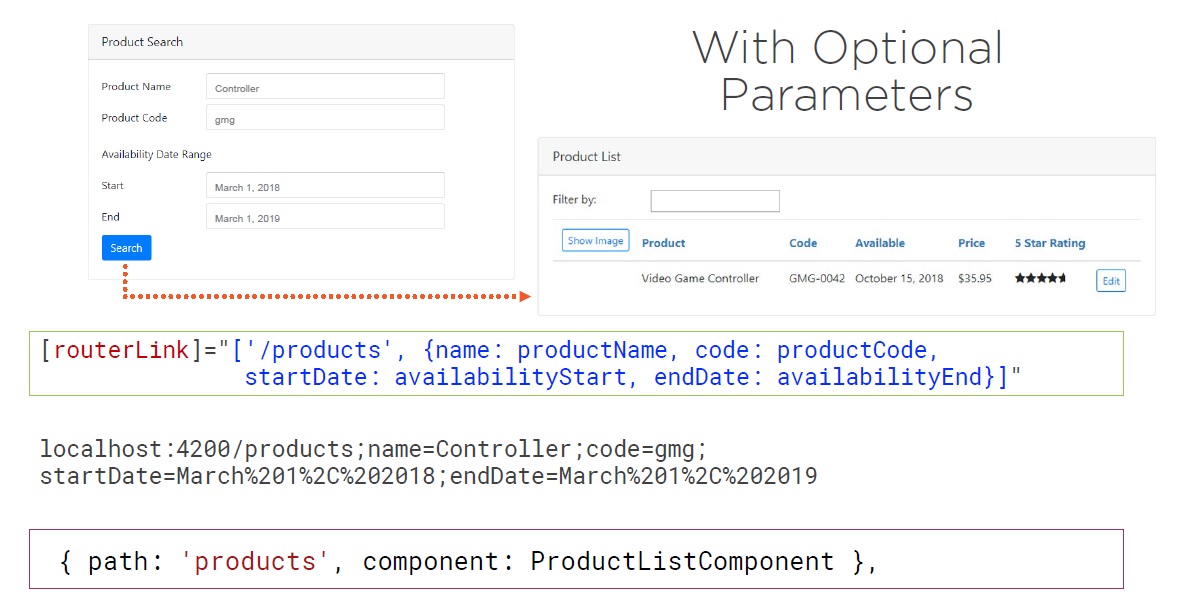 Product Search
Product Name Controller
Product Code gmg
Availability Date Range
Start March 1, 2018
End March 1, 2019
Search
With Optional
Parameters
Product List
Filter by:
Show Image Product Code Available Price 5 Star Rating
Video Game Controller GMG-0042 October 15, 2018 $35.95 Edit
[routerLink]="['/products', {name: productName, code: productCode,
startDate: availabilityStart, endDate: availabilityEnd}]"
localhost:4200/products;name=Controller;code=gmg;
startDate=March%201%2C%202018;endDate=March%201%2C%202019
{ path: 'products', component: ProductListComponent },